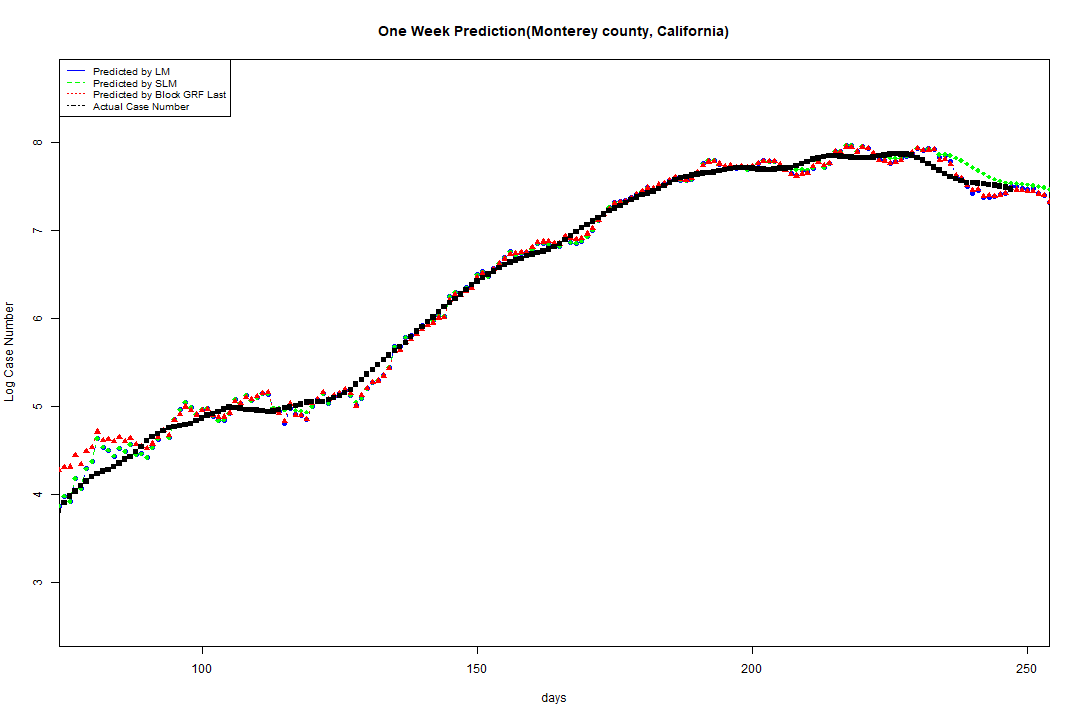 One Week Prediction(Monterey county, California)
Predicted by LM
Predicted by SLM
Predicted by Block GRF Last
Actual Case Number
8
7
6
5
4
3
Log Case Number
100 150 200 250
days